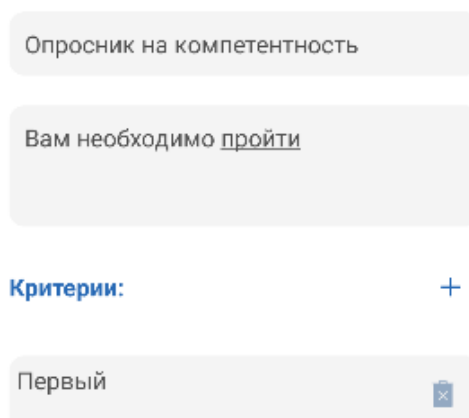 Опросник на компетентность
Вам необходимо пройти
Критерии:
Первый